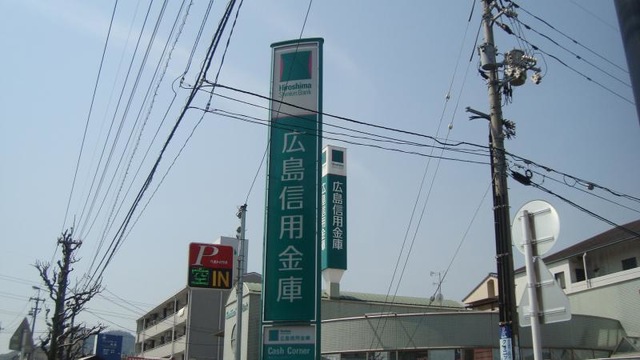 Hiroshima
Shinkin Bank
広島信用金庫
広島信用金庫
P
空 IN
Cash Corner